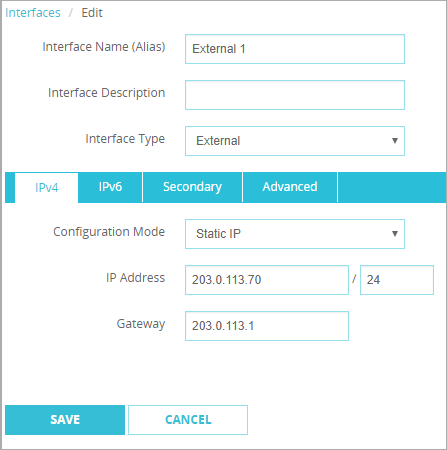 Interfaces / Edit
Interface Name (Alias) External 1
Interface Description
Interface Type External
IPv4 IPv6 Secondary Advanced
Configuration Mode Static IP
IP Address 203.0.113.70 / 24
Gateway 203.0.113.1
SAVE CANCEL